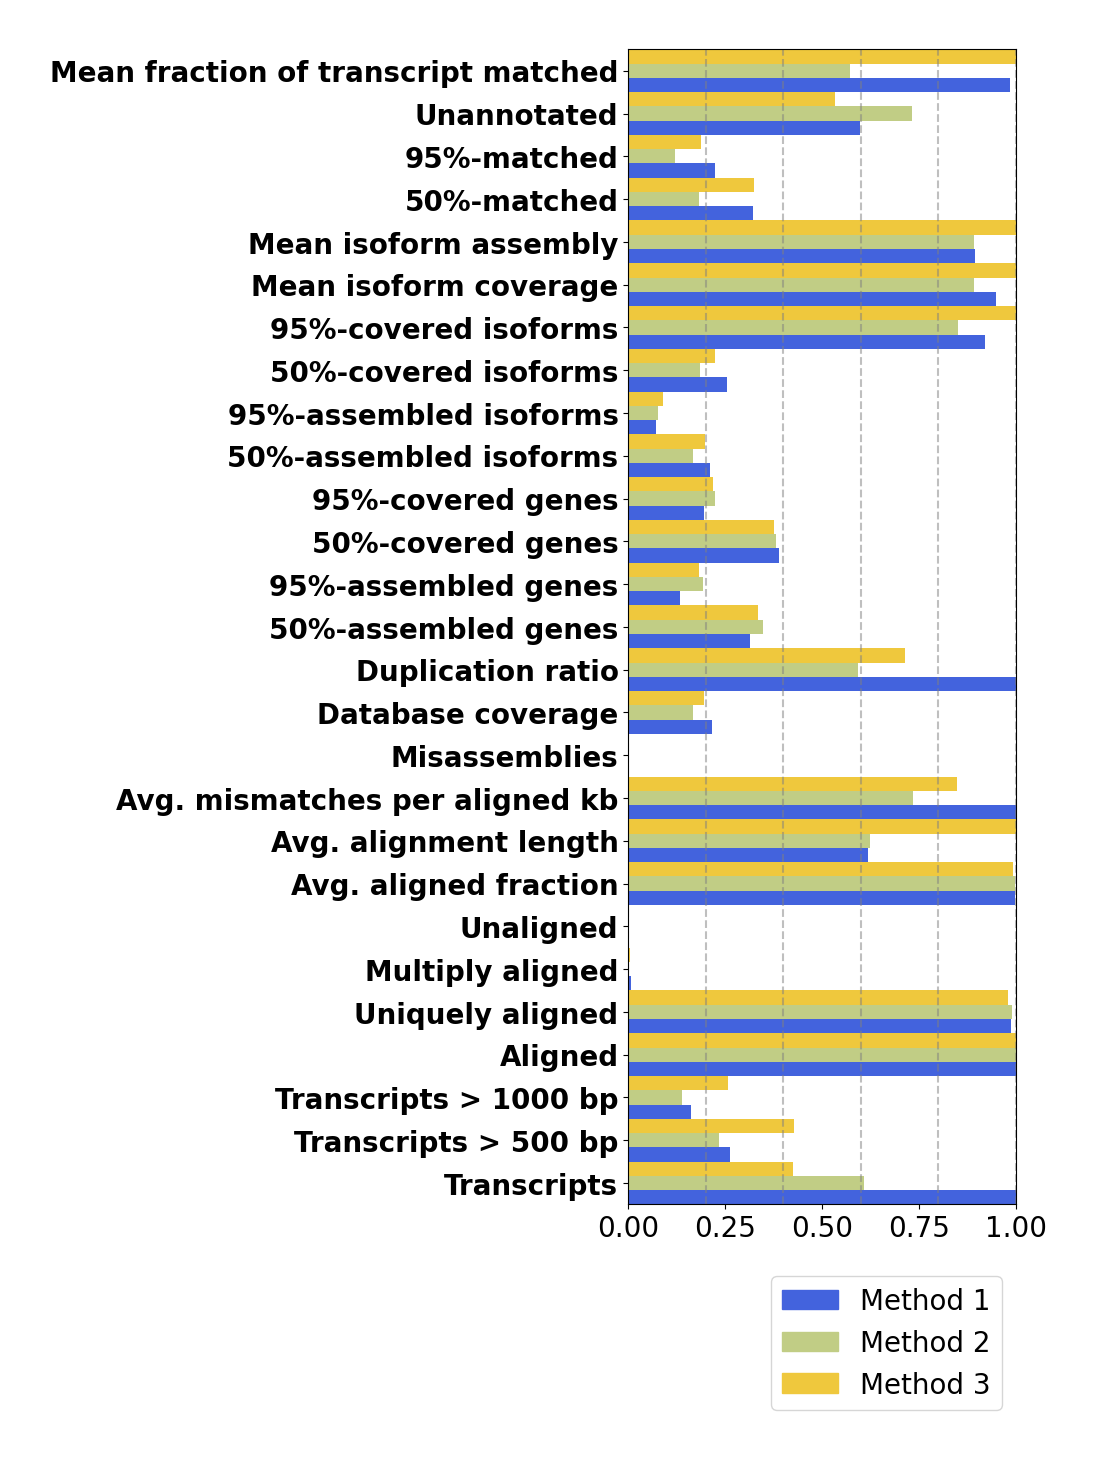 Mean fraction of transcript matched
Unannotated
95%-matched
50%-matched
Mean isoform assembly
Mean isoform coverage
95%-covered isoforms
50%-covered isoforms
95%-assembled isoforms
50%-assembled isoforms
95%-covered genes
50%-covered genes
95%-assembled genes
50%-assembled genes
Duplication ratio
Database coverage
Misassemblies
Avg. mismatches per aligned kb
Avg. alignment length
Avg. aligned fraction
Unaligned
Multiply aligned
Uniquely aligned
Aligned
Transcripts > 1000 bp
Transcripts > 500 bp
Transcripts
0.00 0.25 0.50 0.75 1.00
Method 1
Method 2
Method 3